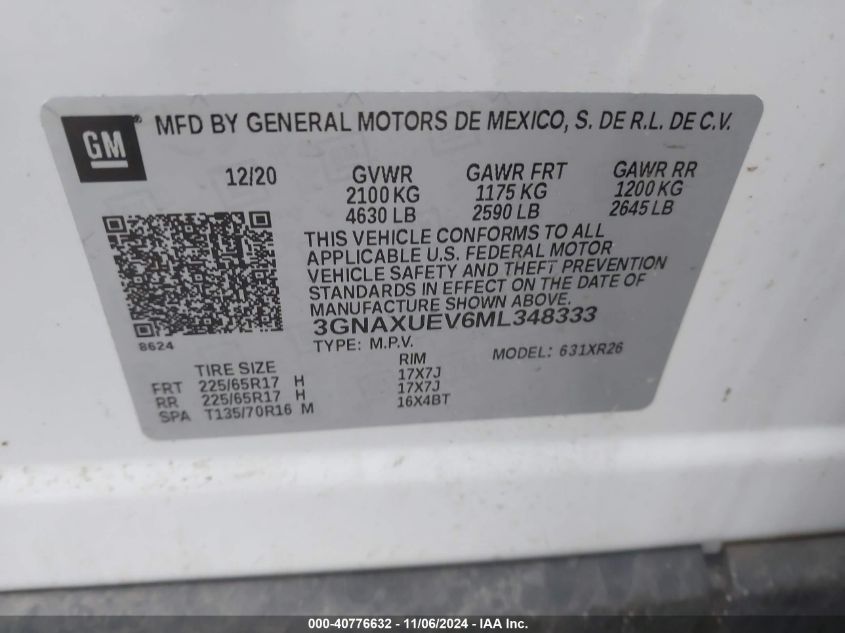 GM ® MFD BY GENERAL MOTORS DE MEXICO, S. DE R.L. DE C.V.
12/20 GVWR GAWR FRT GAWR RR
2100 KG 1175 KG 1200 KG
4630 LB 2590 LB 2645 LB
THIS VEHICLE CONFORMS TO ALL
APPLICABLE U.S. FEDERAL MOTOR
VEHICLE SAFETY AND THEFT PREVENTION
STANDARDS IN EFFECT ON THE DATE OF
MANUFACTURE SHOWN ABOVE.
3GNAXUEV6ML348333
8624
TYPE: M.P.V. MODEL: 631XR26
TIRE SIZE RIM
FRT 225/65R17 H 17X7J
RR 225/65R17 H 17X7J
SPA T135/70R16 M 16X4BT
000-40776632 - 11/06/2024 - IAA Inc.